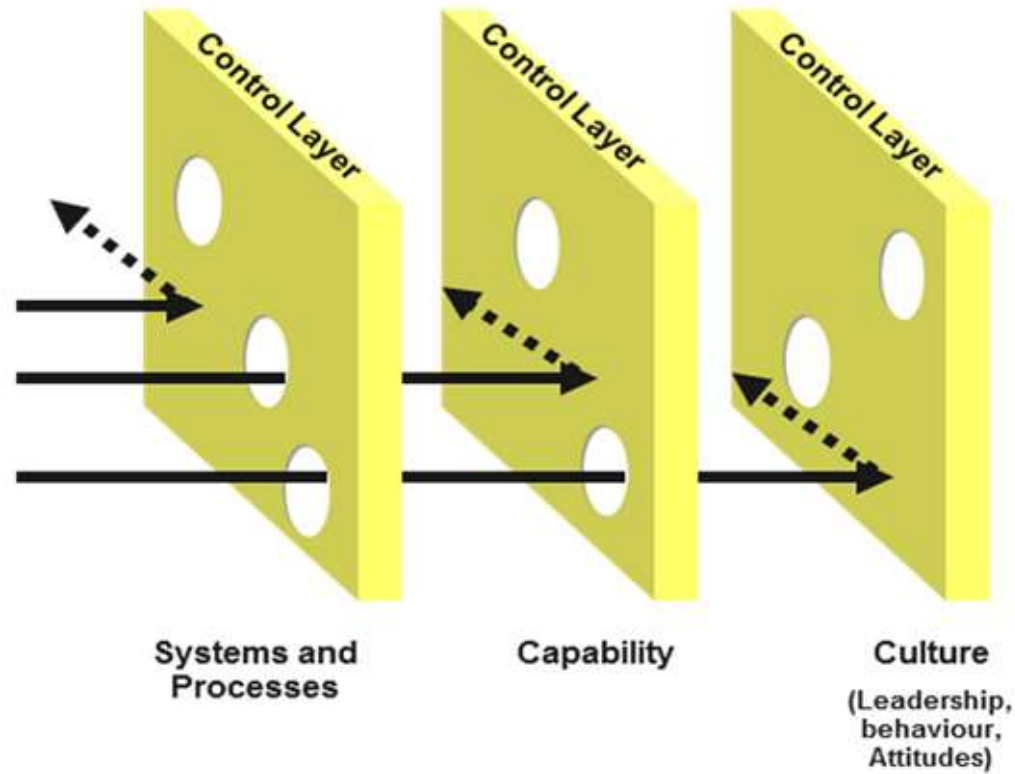 Control Layer
Control Layer
Control Layer
Systems and
Processes
Capability
Culture
(Leadership,
behaviour,
Attitudes)